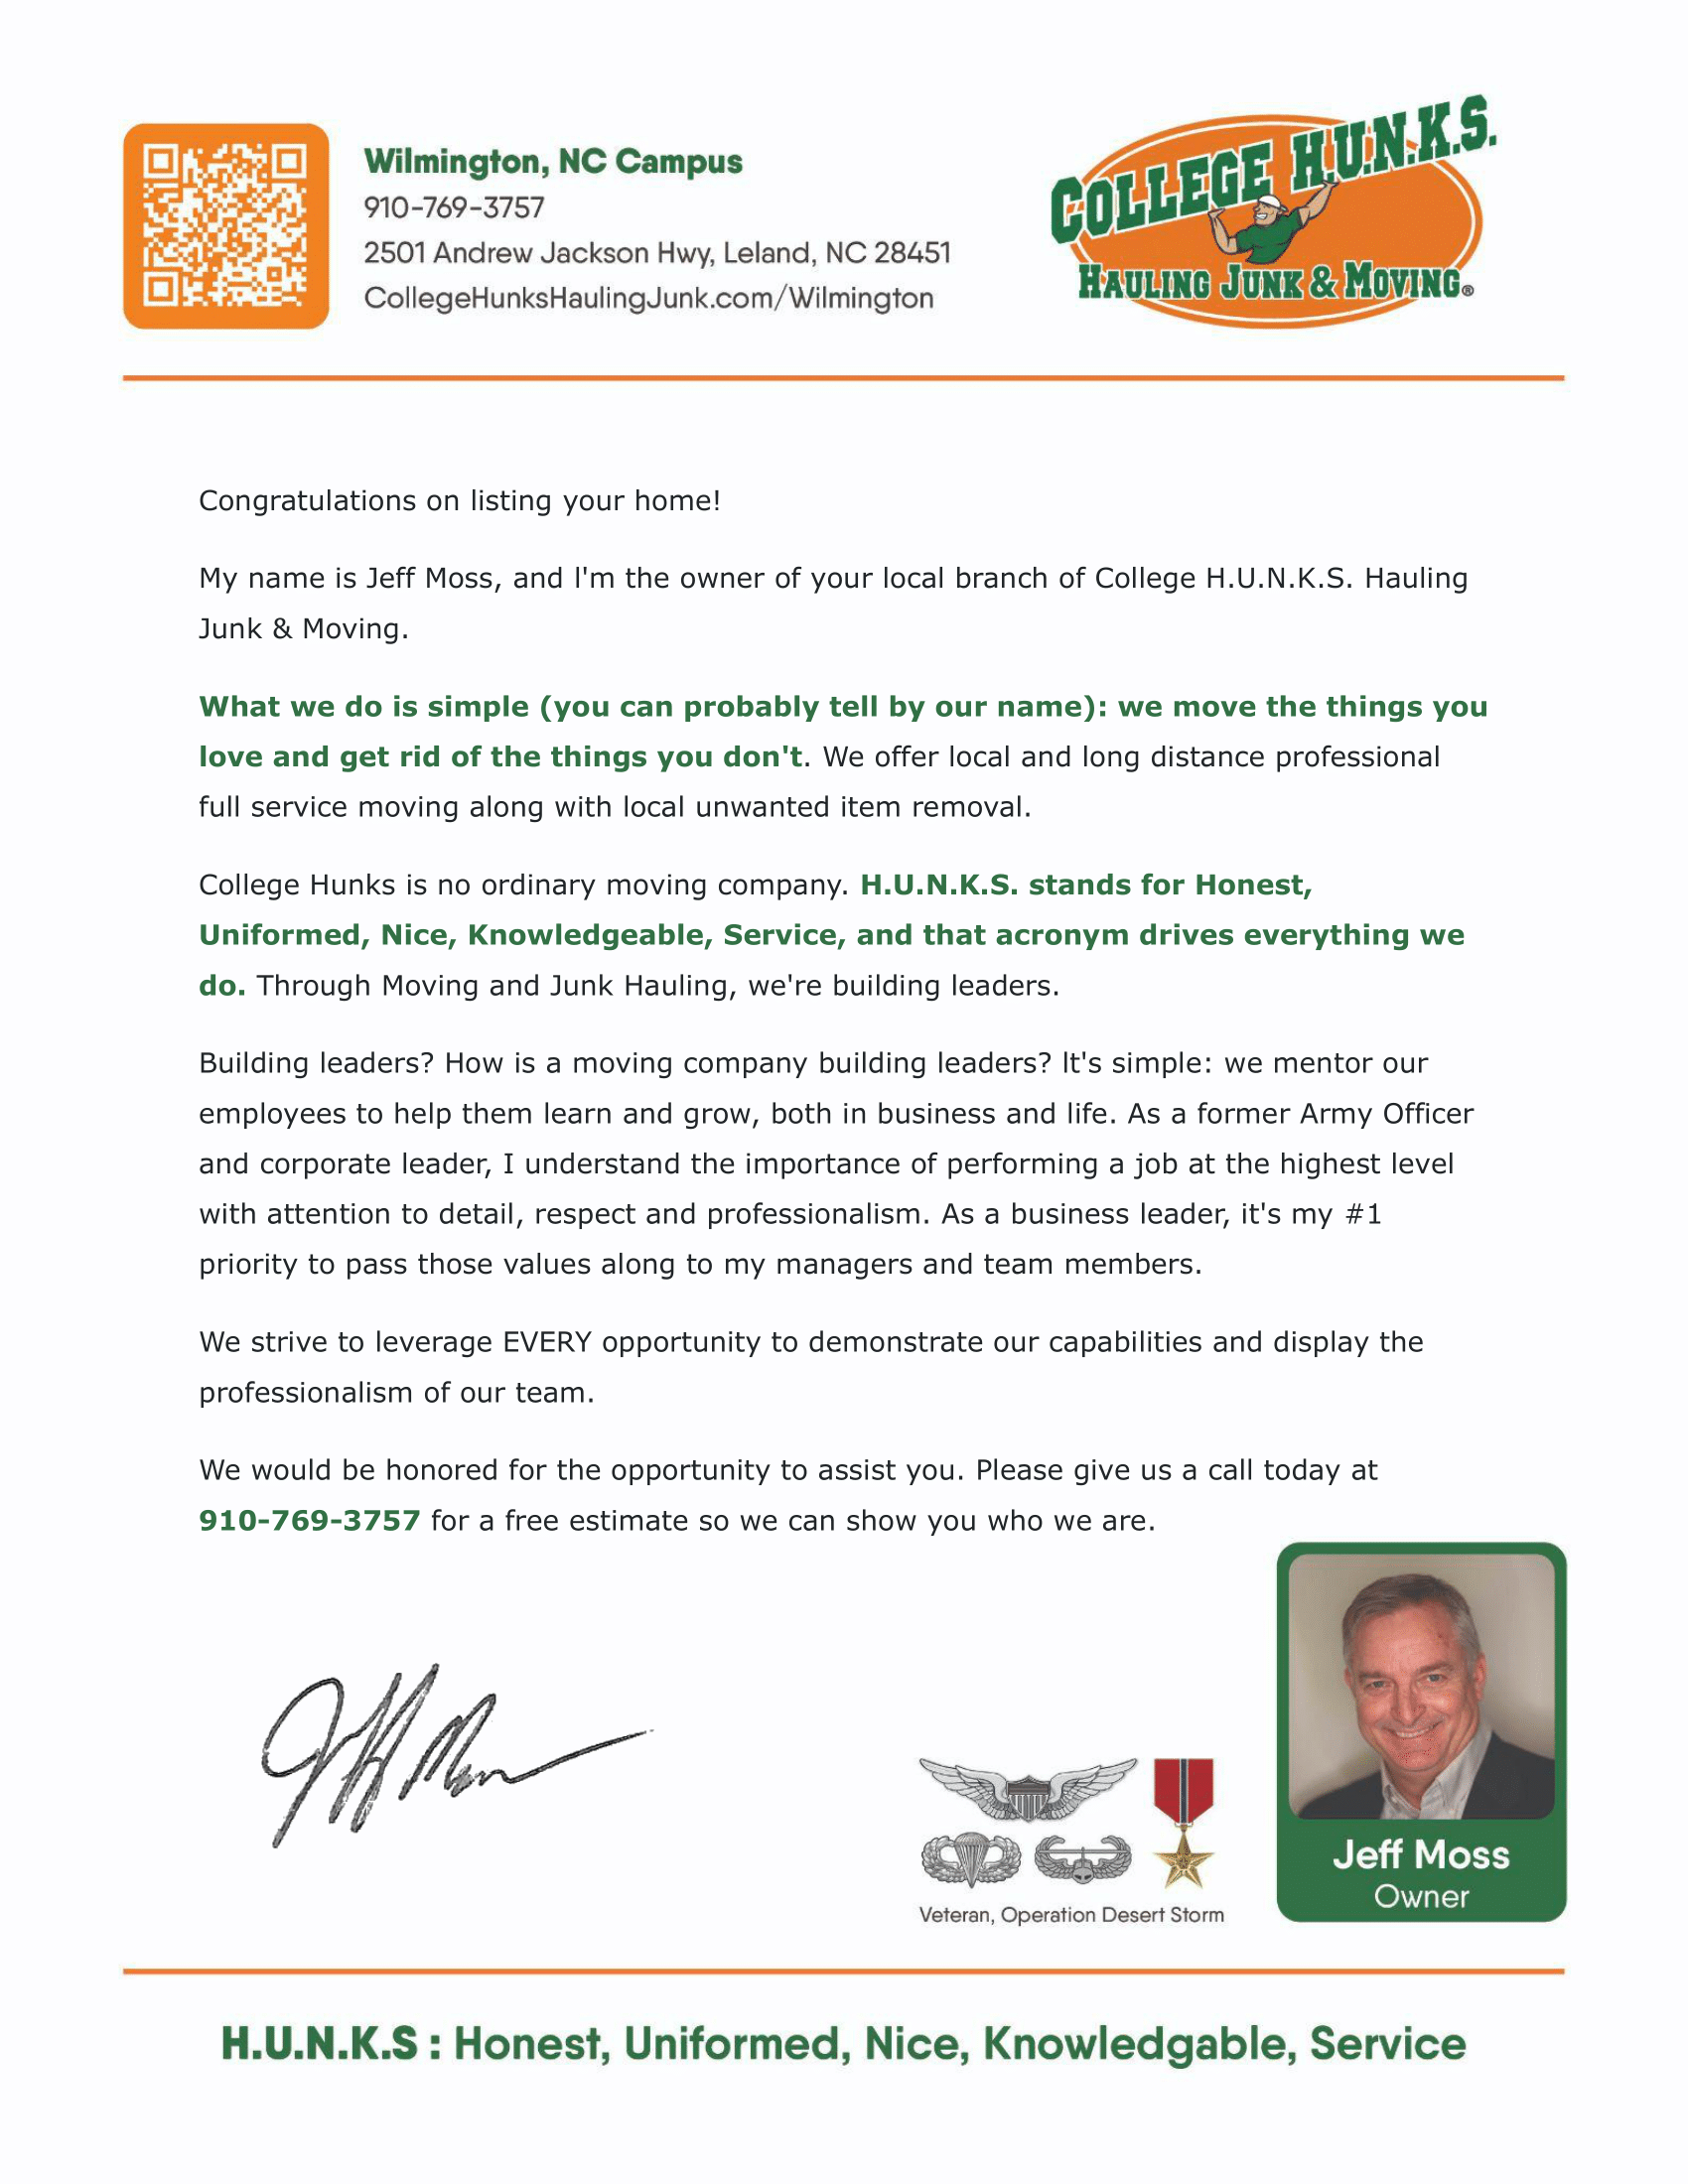 Wilmington, NC Campus
910-769-3757
2501 Andrew Jackson Hwy, Leland, NC 28451
CollegeHunksHaulingJunk.com/Wilmington
COLLEGE H.U.N.K.S.
HAULING JUNK & MOVING®
Congratulations on listing your home!
My name is Jeff Moss, and I'm the owner of your local branch of College H.U.N.K.S. Hauling
Junk & Moving.
What we do is simple (you can probably tell by our name): we move the things you
love and get rid of the things you don't. We offer local and long distance professional
full service moving along with local unwanted item removal.
College Hunks is no ordinary moving company. H.U.N.K.S. stands for Honest,
Uniformed, Nice, Knowledgeable, Service, and that acronym drives everything we
do. Through Moving and Junk Hauling, we're building leaders.
Building leaders? How is a moving company building leaders? It's simple: we mentor our
employees to help them learn and grow, both in business and life. As a former Army Officer
and corporate leader, I understand the importance of performing a job at the highest level
with attention to detail, respect and professionalism. As a business leader, it's my #1
priority to pass those values along to my managers and team members.
We strive to leverage EVERY opportunity to demonstrate our capabilities and display the
professionalism of our team.
We would be honored for the opportunity to assist you. Please give us a call today at
910-769-3757 for a free estimate so we can show you who we are.
Jeff Moss
Veteran, Operation Desert Storm
Jeff Moss
Owner
H.U.N.K.S : Honest, Uniformed, Nice, Knowledgable, Service